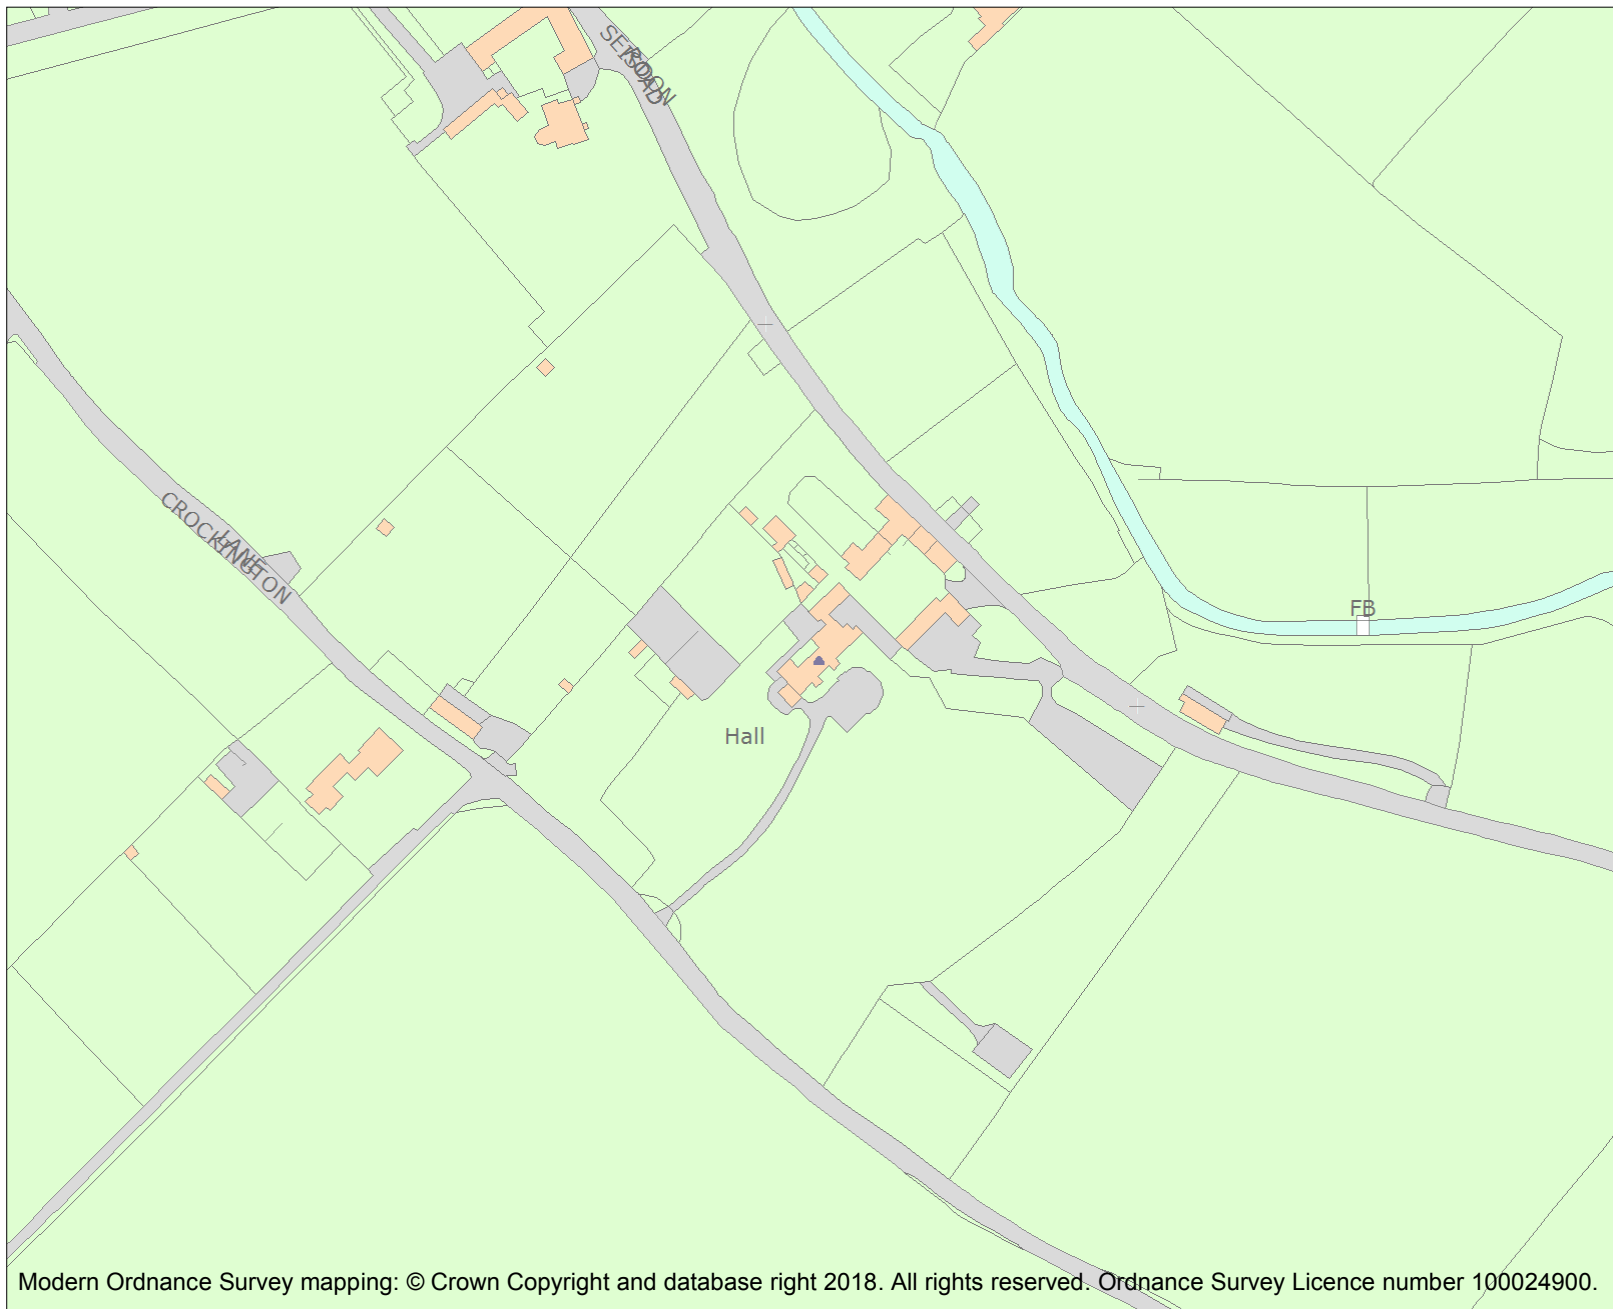 SEISDON
ROAD
CROCKINGTON
LANE
FB
Hall
Modern Ordnance Survey mapping: © Crown Copyright and database right 2018. All rights reserved. Ordnance Survey Licence number 100024900.